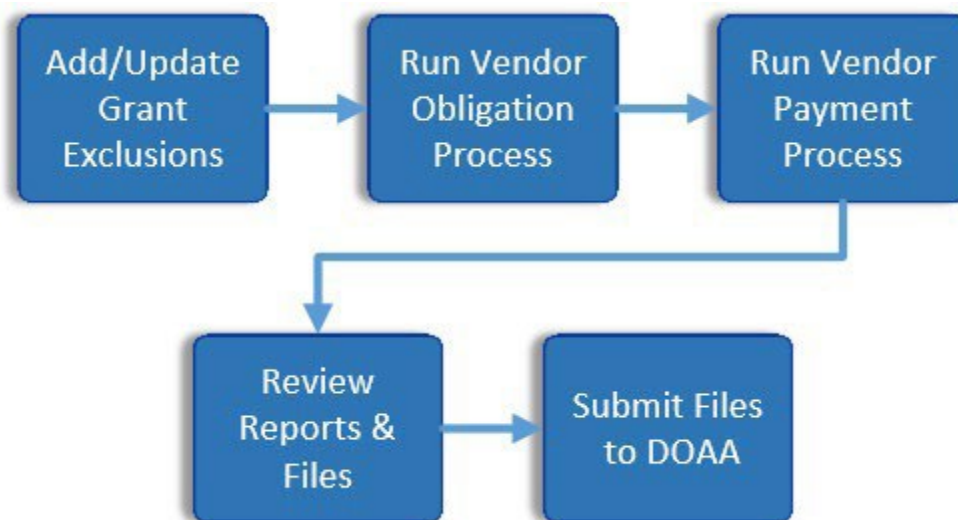 Add/Update
Grant
Exclusions
Run Vendor
Obligation
Process
Run Vendor
Payment
Process
Review
Reports &
Files
Submit Files
to DOAA